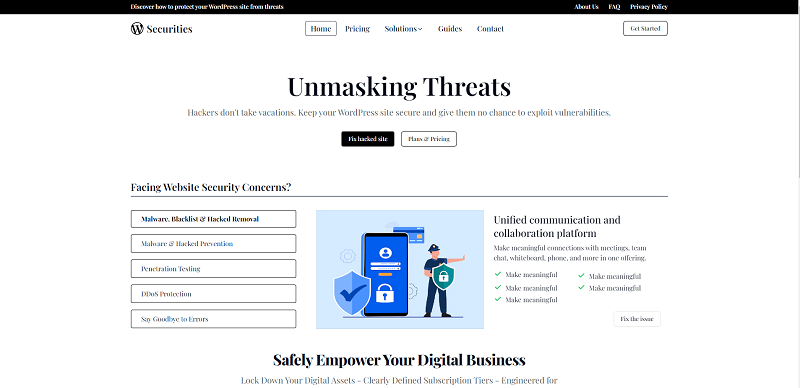 Discover how to protect your WordPress site from threats
About Us FAQ Privacy Policy
Securities
Home Pricing Solutions Guides Contact
Get Started
Unmasking Threats
Hackers don't take vacations. Keep your WordPress site secure and give them no chance to exploit vulnerabilities.
Fix hacked site
Plans & Pricing
Facing Website Security Concerns?
Malware, Blacklist & Hacked Removal
Malware & Hacked Prevention
Penetration Testing
DDoS Protection
Say Goodbye to Errors
Unified communication and
collaboration platform
Make meaningful connections with meetings, team
chat, whiteboard, phone, and more in one offering.
Make meaningful Make meaningful
Make meaningful Make meaningful
Make meaningful
Fix the issue
Safely Empower Your Digital Business
Lock Down Your Digital Assets - Clearly Defined Subscription Tiers - Engineered for